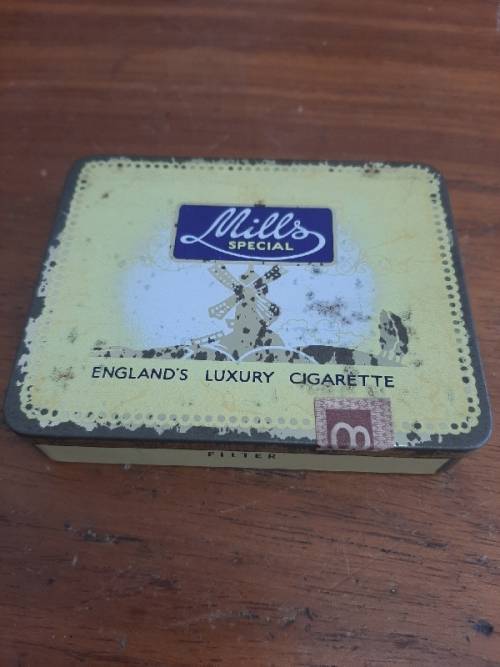 Mills
SPECIAL
ENGLAND'S LUXURY CIGARETTE
FILTER